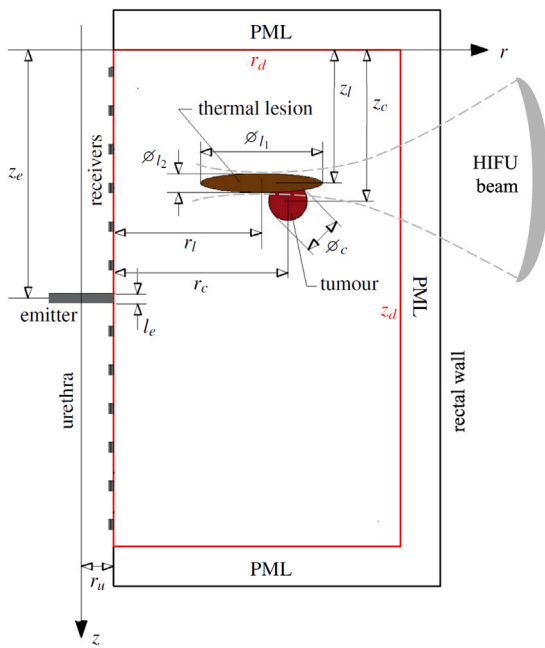 PML
r
r_d
z_l
z_c
thermal lesion
∅_{l_1}
HIFU
beam
receivers
∅_{l_2}
z_e
r_l
∅_c
r_c
tumour
PML
emitter
l_e
z_d
rectal wall
urethra
PML
r_u
z